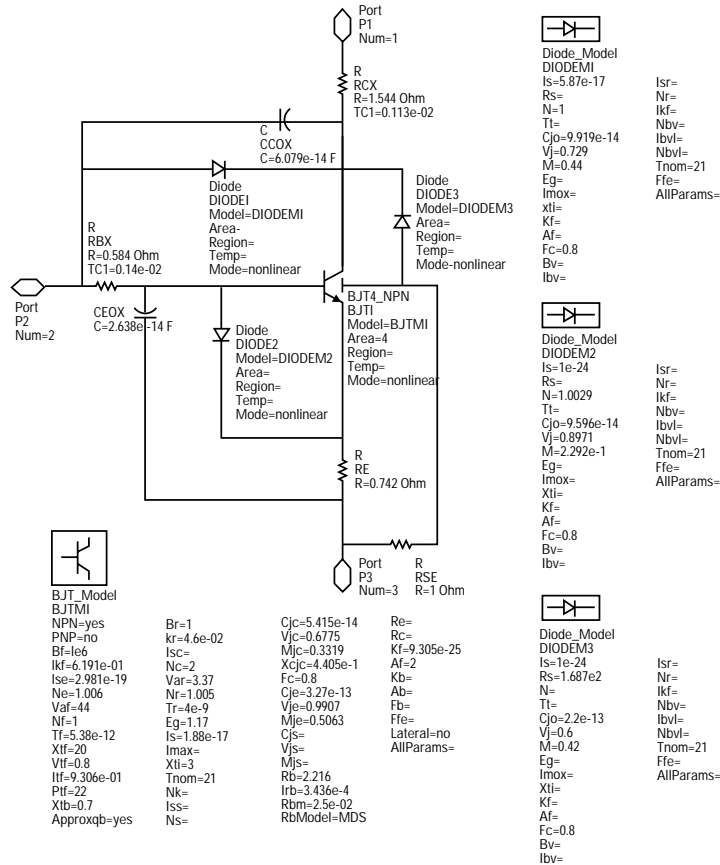 Port
P1
Num=1
R
RCX
R=1.544 Ohm
TC1=0.113e-02
C
CCOX
C=6.079e-14 F
Diode
DIODEI
Model=DIODEMI
Area-
Region=
Temp=
Mode=nonlinear
Diode
DIODE3
Model=DIODEM3
Area=
Region=
Temp=
Mode-nonlinear
R
RBX
R=0.584 Ohm
TC1=0.14e-02
Port
P2
Num=2
CEOX
C=2.638e-14 F
Diode
DIODE2
Model=DIODEM2
Area=
Region=
Temp=
Mode=nonlinear
BJT4_NPN
BJTI
Model=BJTMI
Area=4
Region=
Temp=
Mode=nonlinear
R
RE
R=0.742 Ohm
Port
P3
Num=3
R
RSE
R=1 Ohm
BJT_Model
BJTMI
NPN=yes
PNP=no
Bf=Ie6
Ikf=6.191e-01
Ise=2.981e-19
Ne=1.006
Vaf=44
Nf=1
Tf=5.38e-12
Xtf=20
Vtf=0.8
Itf=9.306e-01
Ptf=22
Xtb=0.7
Approxqb=yes
Br=1
kr=4.6e-02
Isc=
Nc=2
Var=3.37
Nr=1.005
Tr=4e-9
Eg=1.17
Is=1.88e-17
Imax=
Xti=3
Tnom=21
Nk=
Iss=
Ns=
Cjc=5.415e-14
Vjc=0.6775
Mjc=0.3319
Xcjc=4.405e-1
Fc=0.8
Cje=3.27e-13
Vje=0.9907
Mje=0.5063
Cjs=
Vjs=
Mjs=
Rb=2.216
Irb=3.436e-4
Rbm=2.5e-02
RbModel=MDS
Re=
Rc=
Kf=9.305e-25
Af=2
Kb=
Ab=
Fb=
Ffe=
Lateral=no
AllParams=
Diode_Model
DIODEMI
Is=5.87e-17
Rs=
N=1
Tt=
Cjo=9.919e-14
Vj=0.729
M=0.44
Eg=
Imox=
xti=
Kf=
Af=
Fc=0.8
Bv=
Ibv=
Isr=
Nr=
Ikf=
Nbv=
Ibvl=
Nbvl=
Tnom=21
Ffe=
AllParams=
Diode_Model
DIODEM2
Is=1e-24
Rs=
N=1.0029
Tt=
Cjo=9.596e-14
Vj=0.8971
M=2.292e-1
Eg=
Imox=
Xti=
Kf=
Af=
Fc=0.8
Bv=
Ibv=
Isr=
Nr=
Ikf=
Nbv=
Ibvl=
Nbvl=
Tnom=21
Ffe=
AllParams=
Diode_Model
DIODEM3
Is=1e-24
Rs=1.687e2
N=
Tt=
Cjo=2.2e-13
Vj=0.6
M=0.42
Eg=
Imox=
Xti=
Kf=
Af=
Fc=0.8
Bv=
Ibv=
Isr=
Nr=
Ikf=
Nbv=
Ibvl=
Nbvl=
Tnom=21
Ffe=
AllParams=